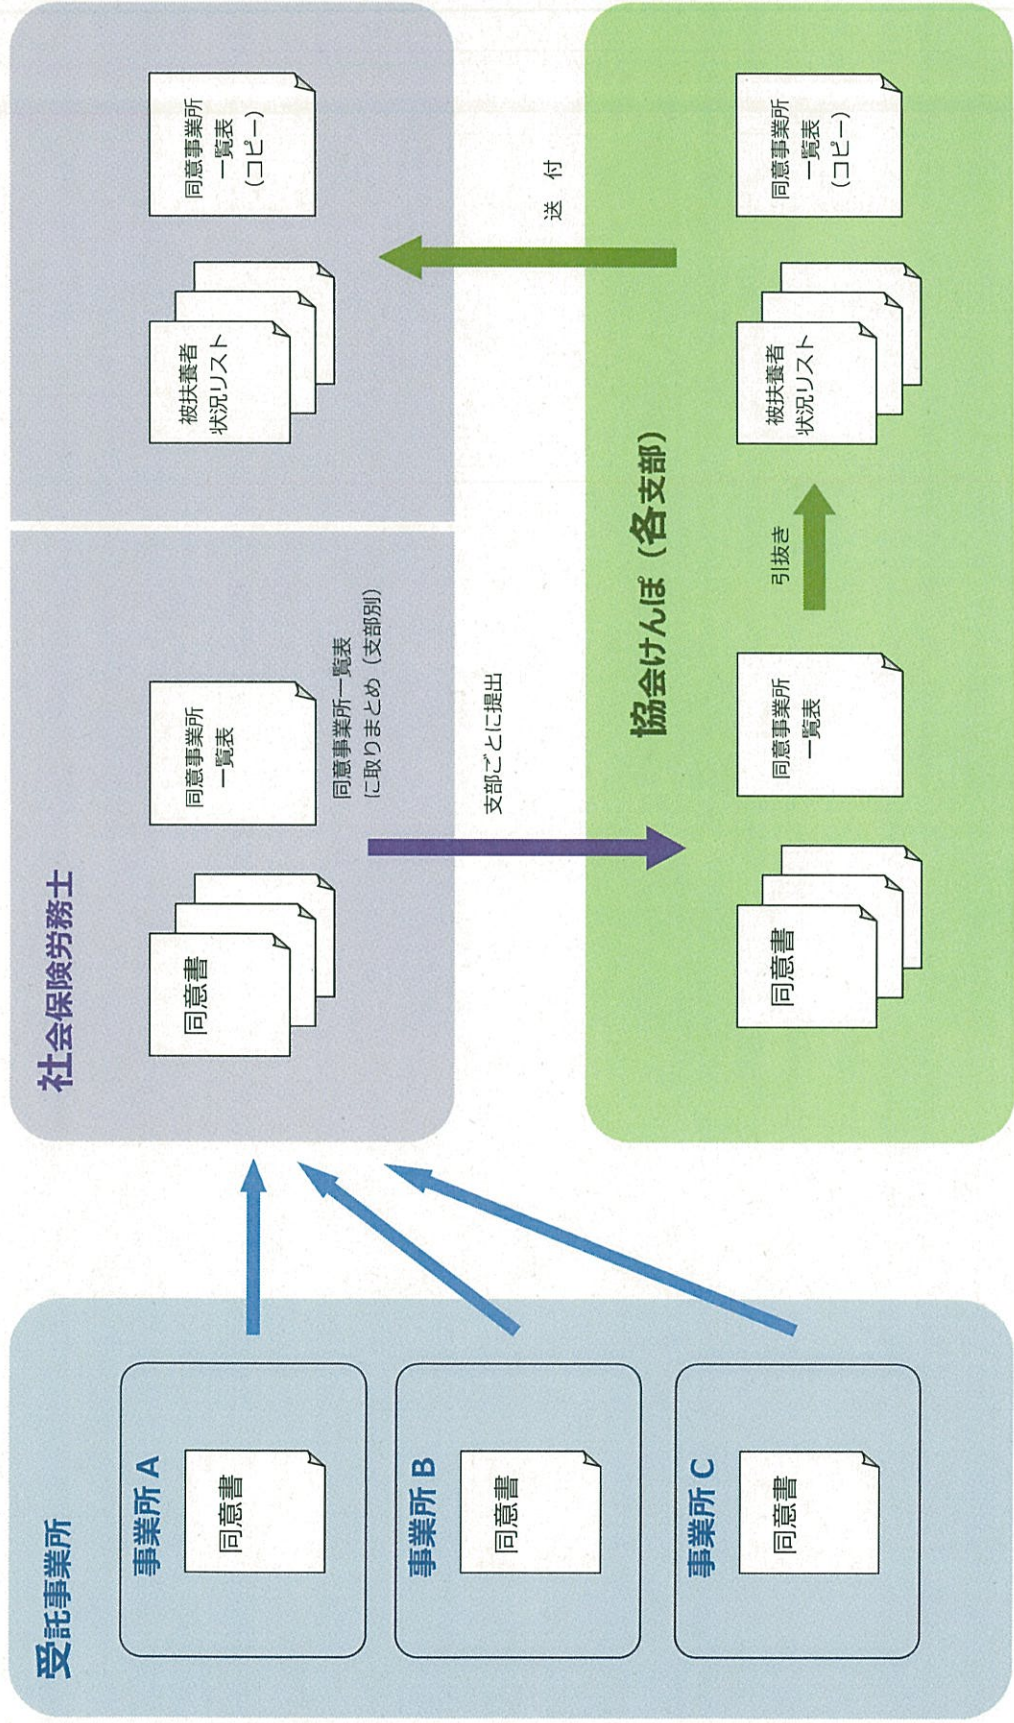 受託事業所
事業所 A
同意書
事業所 B
同意書
事業所 C
同意書
社会保険労務士
同意書
同意事業所
一覧表
同意事業所一覧表
に取りまとめ（支部別）
支部ごとに提出
協会けんぽ（各支部）
同意書
同意事業所
一覧表
引抜き
被扶養者
状況リスト
同意事業所
一覧表
（コピー）
送 付
被扶養者
状況リスト
同意事業所
一覧表
（コピー）